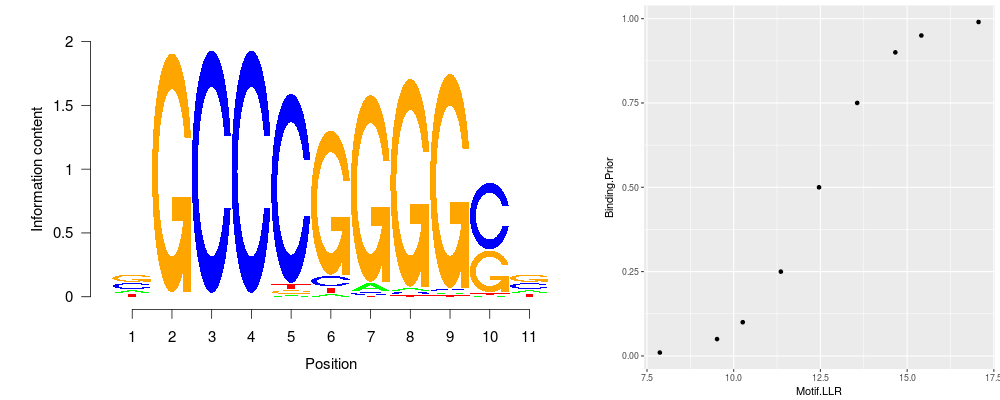 2
1.5
1
0.5
0
Information content
GCCCGGGGC
G
1 2 3 4 5 6 7 8 9 10 11
Position
1.00
0.75
0.50
0.25
0.00
Binding.Prior
7.5 10.0 12.5 15.0 17.5
Motif.LLR